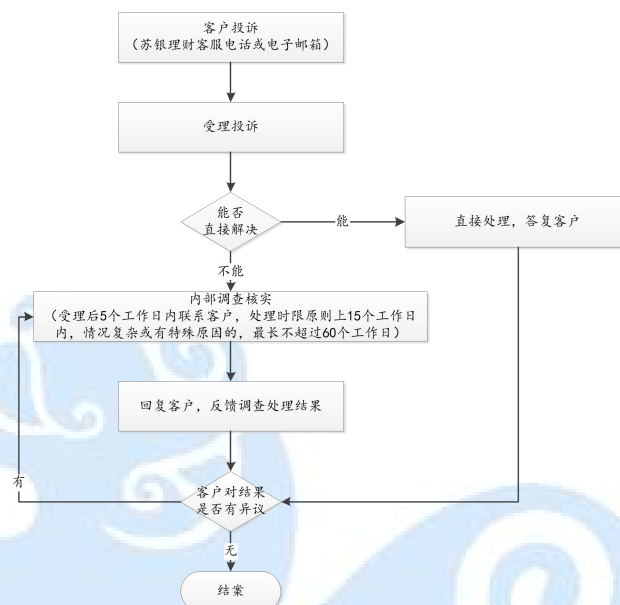 客户投诉
（苏银理财客服电话或电子邮箱）
受理投诉
能否
直接解决
能
直接处理，答复客户
不能
内部调查核实
（受理后5个工作日内联系客户，处理时限原则上15个工作日
内，情况复杂或有特殊原因的，最长不超过60个工作日）
回复客户，反馈调查处理结果
有
客户对结果
是否有异议
无
结案